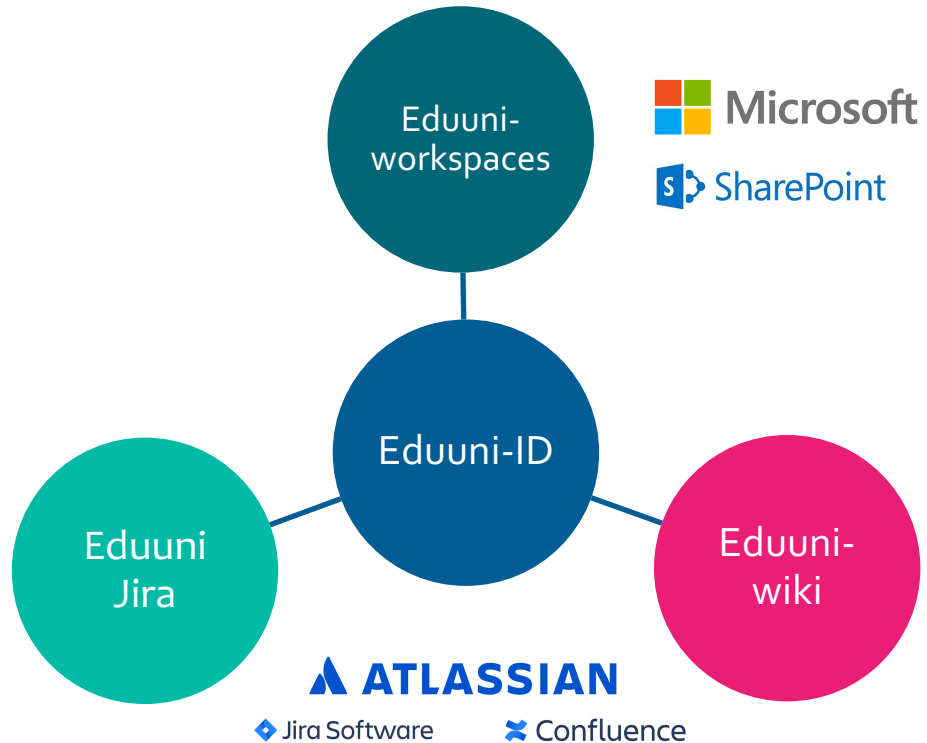 Eduuni-
workspaces
Microsoft
S SharePoint
Eduuni-ID
Eduuni
Jira
Eduuni-
wiki
ATLASSIAN
Jira Software
Confluence